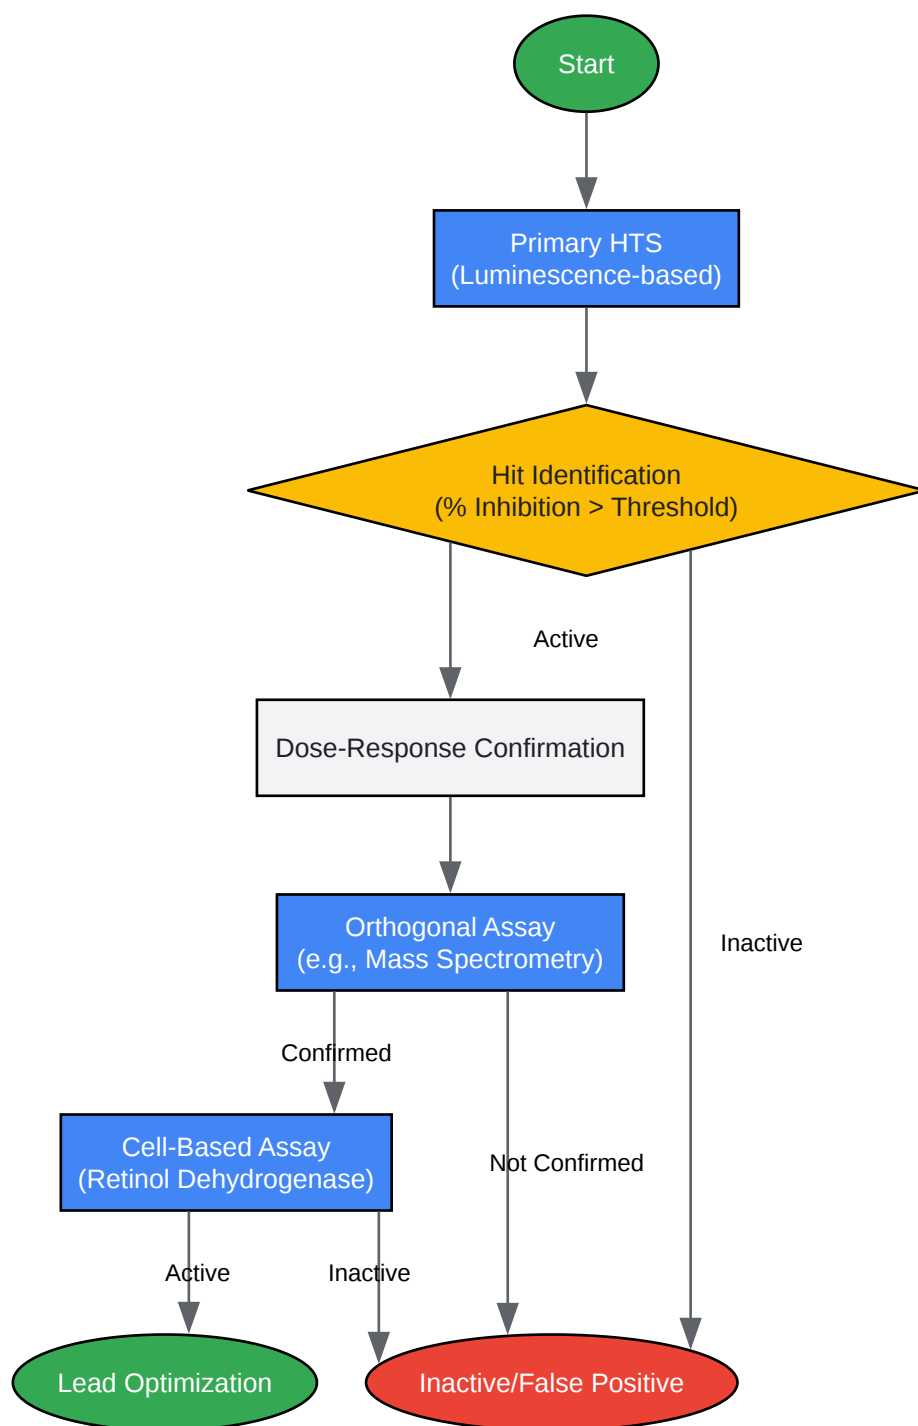 Start
Primary HTS
(Luminescence-based)
Hit Identification
(% Inhibition > Threshold)
Active
Dose-Response Confirmation
Orthogonal Assay
(e.g., Mass Spectrometry)
Inactive
Confirmed
Cell-Based Assay
(Retinol Dehydrogenase)
Not Confirmed
Active
Inactive
Lead Optimization
Inactive/False Positive